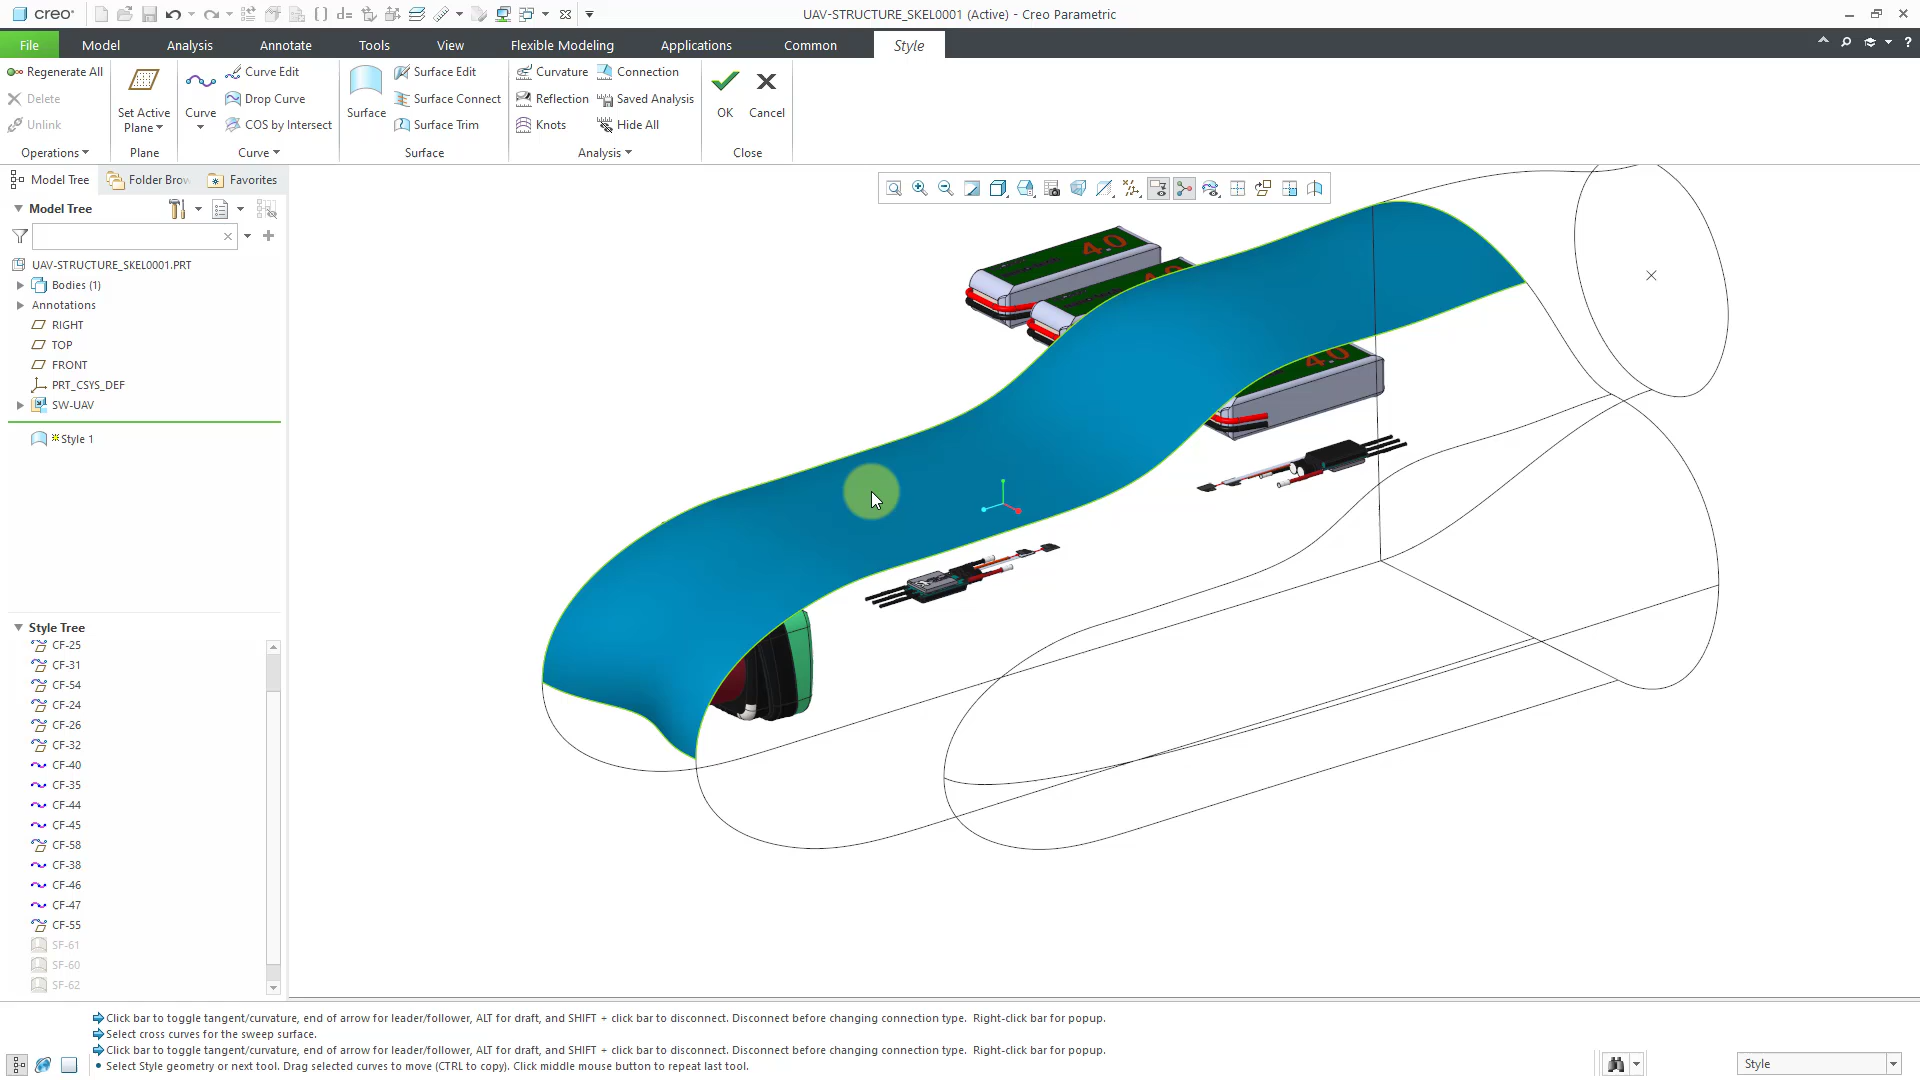 creo
UAV-STRUCTURE_SKEL0001 (Active) - Creo Parametric
File
Model
Analysis
Annotate
Tools
View
Flexible Modeling
Applications
Common
Style
Regenerate All
Delete
Unlink
Operations
Set Active
Plane
Plane
Curve
Curve Edit
Drop Curve
COS by Intersect
Curve
Surface
Surface Edit
Surface Connect
Surface Trim
Surface
Curvature
Reflection
Knots
Connection
Saved Analysis
Hide All
Analysis
OK
Cancel
Close
Model Tree
Folder Brow
Favorites
Model Tree
UAV-STRUCTURE_SKEL0001.PRT
Bodies (1)
Annotations
RIGHT
TOP
FRONT
PRT_CSYS_DEF
SW-UAV
Style 1
Style Tree
CF-25
CF-31
CF-54
CF-24
CF-26
CF-32
CF-40
CF-35
CF-44
CF-45
CF-58
CF-38
CF-46
CF-47
CF-55
SF-61
SF-60
SF-62
4.0
4.0
4.0
Click bar to toggle tangent/curvature, end of arrow for leader/follower, ALT for draft, and SHIFT + click bar to disconnect. Disconnect before changing connection type. Right-click bar for popup.
Select cross curves for the sweep surface.
Click bar to toggle tangent/curvature, end of arrow for leader/follower, ALT for draft, and SHIFT + click bar to disconnect. Disconnect before changing connection type. Right-click bar for popup.
Select Style geometry or next tool. Drag selected curves to move (CTRL to copy). Click middle mouse button to repeat last tool.
Style